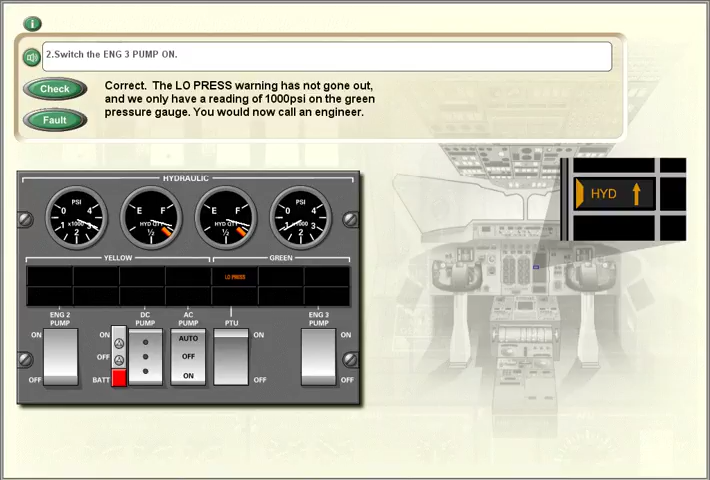 i
2.Switch the ENG 3 PUMP ON.
Check
Correct. The LO PRESS warning has not gone out,
and we only have a reading of 1000psi on the green
pressure gauge. You would now call an engineer.
Fault
HYD
HYDRAULIC
PSI
0 4
x1000
1 3
2
E F
HYD QTY
½
E F
HYD QTY
½
PSI
0 4
x1000
1 3
2
YELLOW GREEN
LO PRESS
ENG 2 PUMP
ON
OFF
DC PUMP
ON
OFF
BATT
AC PUMP
AUTO
OFF
ON
PTU
ON
OFF
ENG 3 PUMP
ON
OFF